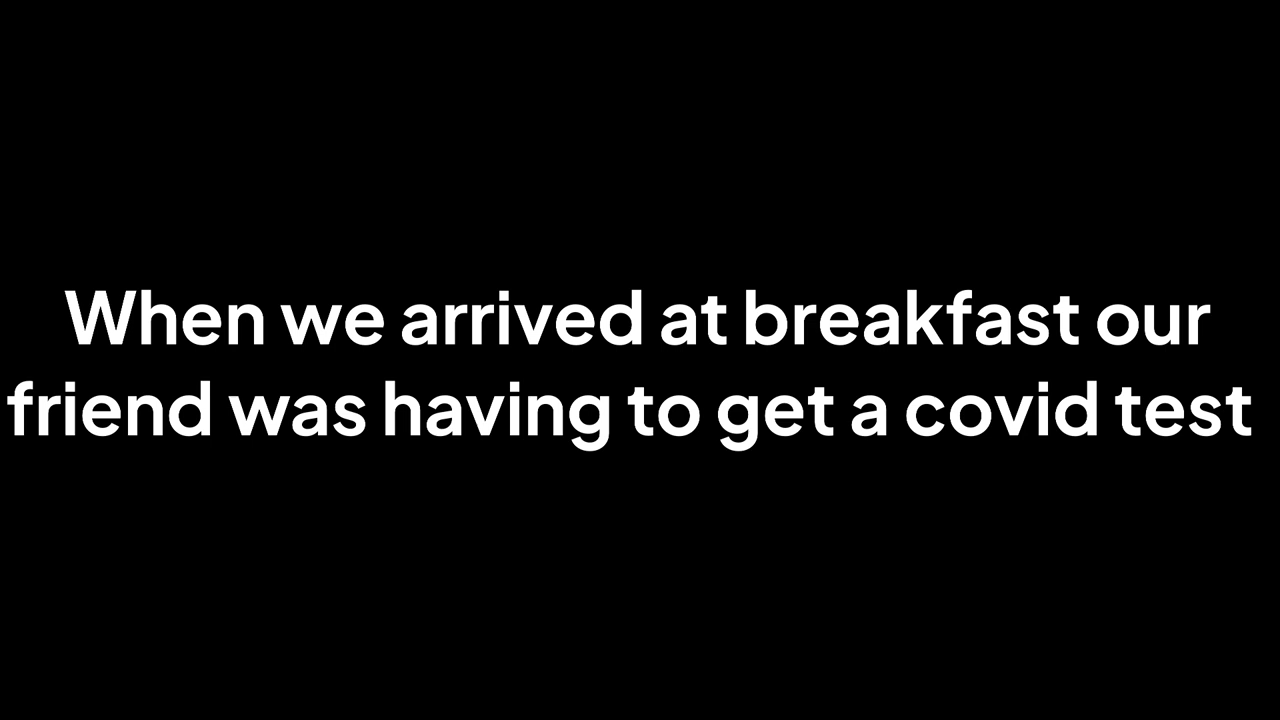 When we arrived at breakfast our
friend was having to get a covid test